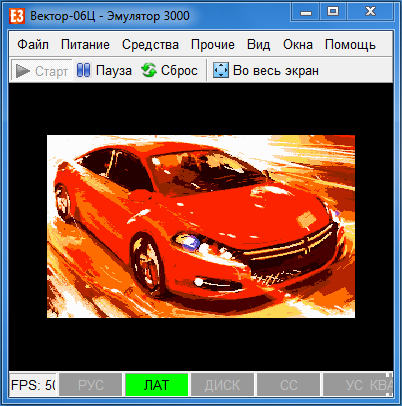 E3 Вектор-06Ц - Эмулятор 3000
Файл Питание Средства Прочие Вид Окна Помощь
Старт Пауза Сброс Во весь экран
FPS: 50 РУС ЛАТ ДИСК СС УС КВА